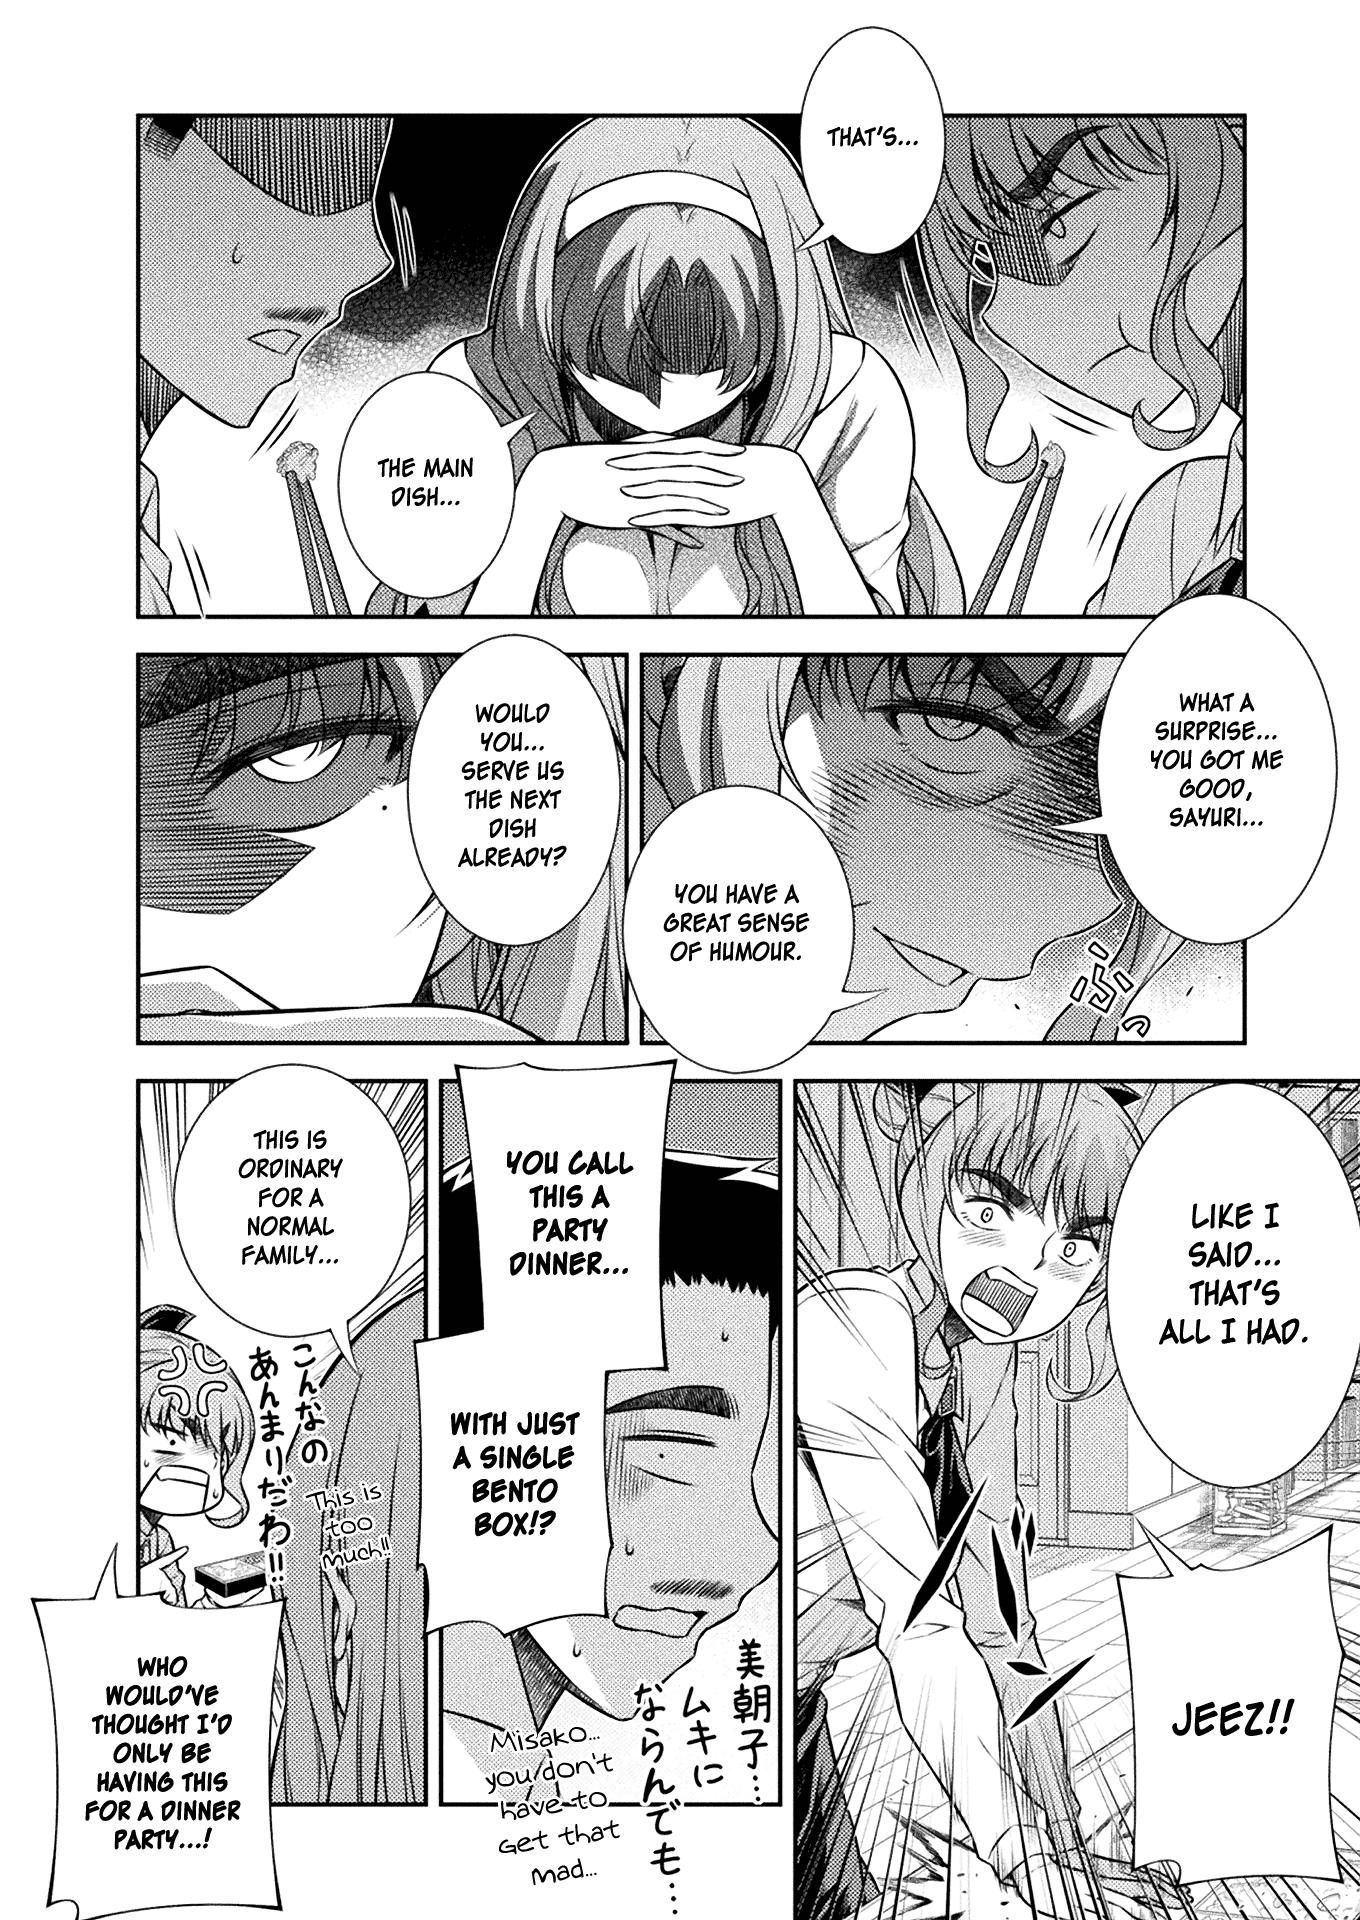 THAT'S...
THE MAIN
DISH...
WHAT A
SURPRISE...
YOU GOT ME
GOOD,
SAYURI...
YOU HAVE A
GREAT SENSE
OF HUMOUR.
ふっ
WOULD
YOU...
SERVE US
THE NEXT
DISH
ALREADY?
LIKE I
SAID...
THAT'S
ALL I HAD.
JEEZ!!
YOU CALL
THIS A
PARTY
DINNER...
WITH JUST
A SINGLE
BENTO
BOX!?
美朝子…
ムキに
ならんでも…
Misako...
you don't
have to
get that
mad...
THIS IS
ORDINARY
FOR A
NORMAL
FAMILY...
こんなの
あんまりだわ!!
This is
too
much!!
WHO
WOULD'VE
THOUGHT I'D
ONLY BE
HAVING THIS
FOR A DINNER
PARTY...!